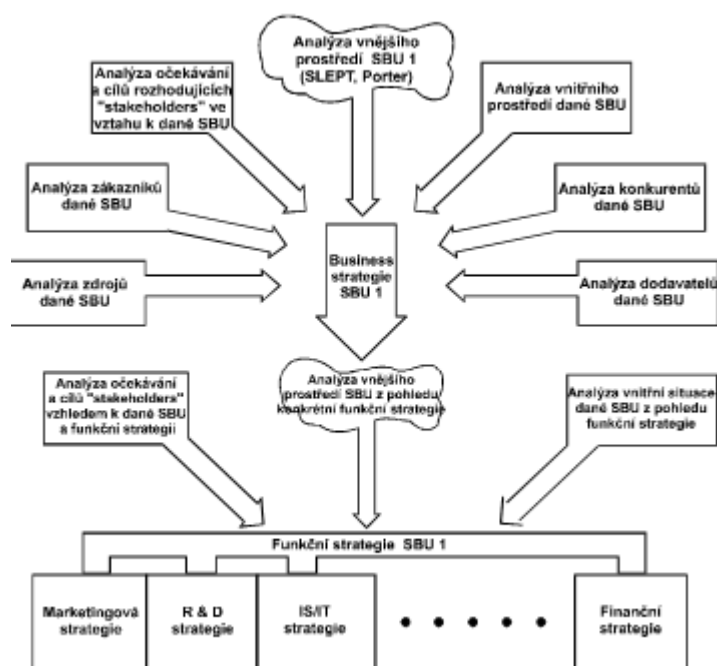 Analýza vnějšího
prostředí SBU 1
(SLEPT, Porter)
Analýza očekávání
a cílů rozhodujících
"stakeholders" ve
vztahu k dané SBU
Analýza vnitřního
prostředí dané SBU
Analýza zákazníků
dané SBU
Analýza konkurentů
dané SBU
Business
strategie
SBU 1
Analýza zdrojů
dané SBU
Analýza dodavatelů
dané SBU
Analýza očekávání
a cílů "stakeholders"
vzhledem k dané SBU
a funkční strategii
Analýza vnějšího
prostředí SBU z pohledu
konkrétní funkční strategie
Analýza vnitřní situace
dané SBU z pohledu
funkční strategie
Funkční strategie SBU 1
Marketingová
strategie
R & D
strategie
IS/IT
strategie
• • • • •
Finanční
strategie